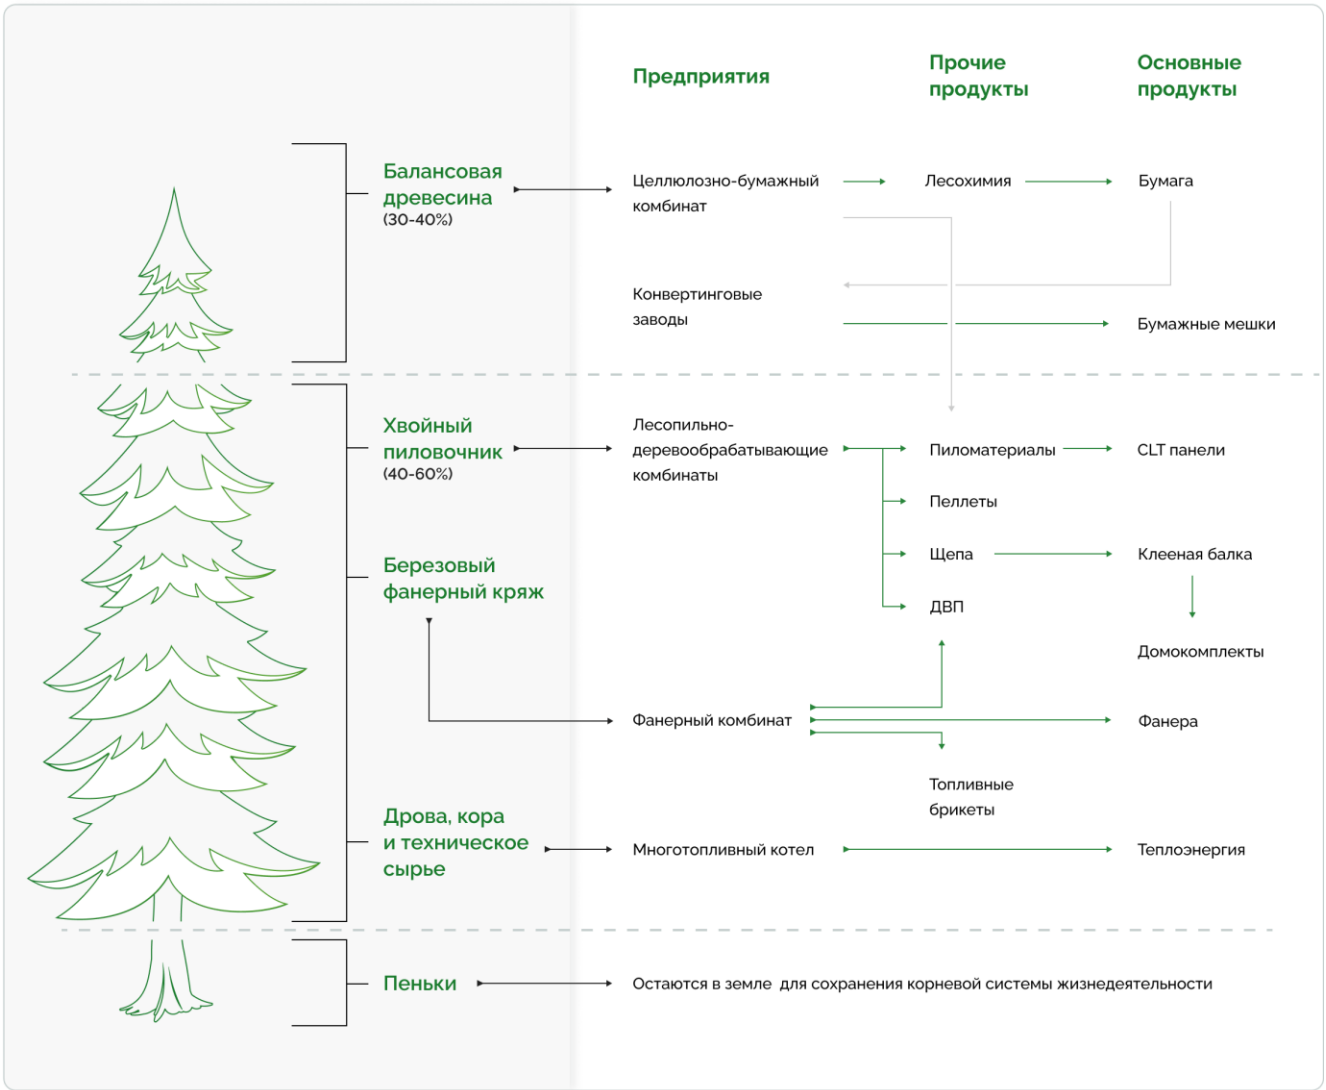 Предприятия
Прочие
продукты
Основные
продукты
Балансовая
древесина
(30-40%)
Целлюлозно-бумажный
комбинат
Лесохимия
Бумага
Конвертинговые
заводы
Бумажные мешки
Хвойный
пиловочник
(40-60%)
Лесопильно-
деревообрабатывающие
комбинаты
Пиломатериалы
CLT панели
Пеллеты
Щепа
Клееная балка
ДВП
Домокомплекты
Березовый
фанерный кряж
Фанерный комбинат
Фанера
Топливные
брикеты
Дрова, кора
и техническое
сырье
Многотопливный котел
Теплоэнергия
Пеньки
Остаются в земле для сохранения корневой системы жизнедеятельности